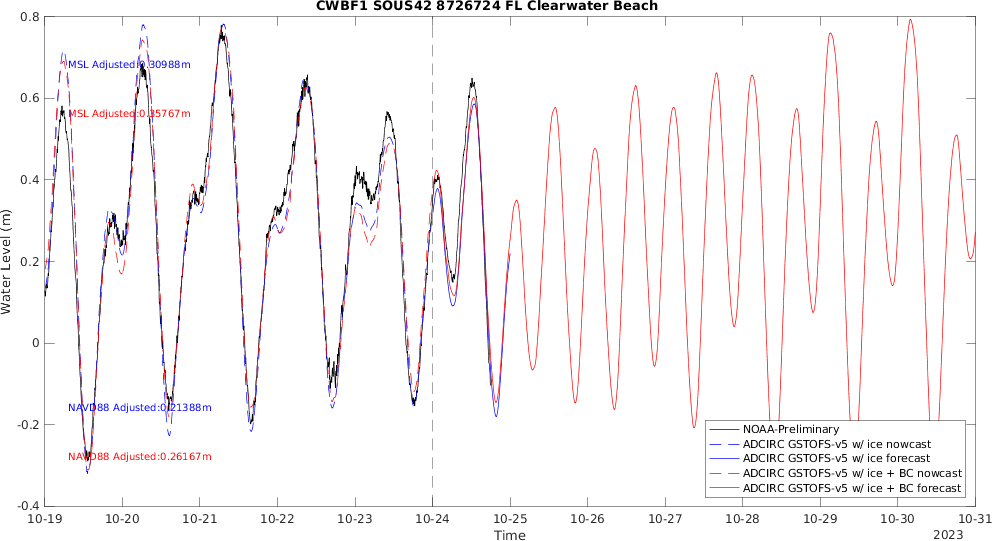 CWBF1 SOUS42 8726724 FL Clearwater Beach
0.8
0.6
0.4
0.2
0
-0.2
-0.4
Water Level (m)
MSL Adjusted:0.30988m
MSL Adjusted:0.35767m
NAVD88 Adjusted:0.21388m
NAVD88 Adjusted:0.26167m
NOAA-Preliminary
ADCIRC GSTOFS-v5 w/ ice nowcast
ADCIRC GSTOFS-v5 w/ ice forecast
ADCIRC GSTOFS-v5 w/ ice + BC nowcast
ADCIRC GSTOFS-v5 w/ ice + BC forecast
10-19 10-20 10-21 10-22 10-23 10-24 10-25 10-26 10-27 10-28 10-29 10-30 10-31
Time
2023